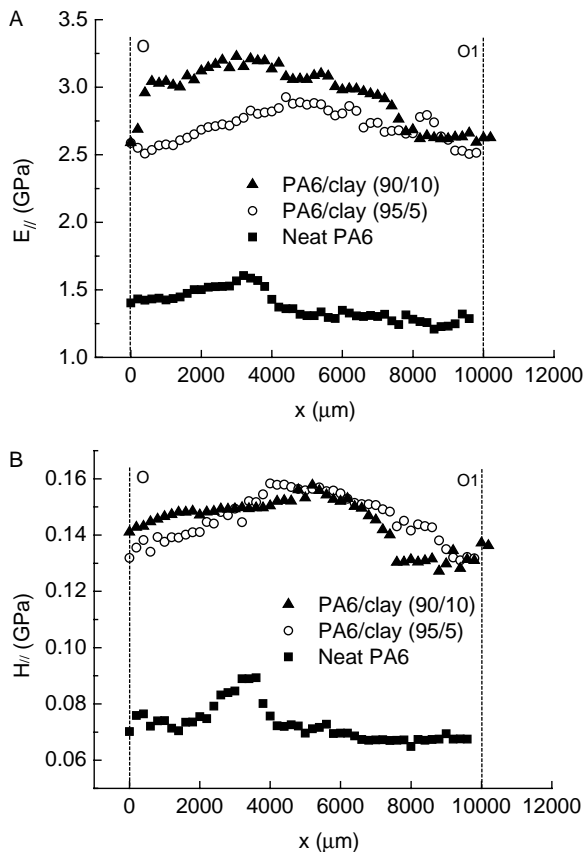 A
O
O1
3.5
3.0
2.5
2.0
1.5
1.0
E// (GPa)
PA6/clay (90/10)
PA6/clay (95/5)
Neat PA6
0 2000 4000 6000 8000 10000 12000
x (μm)
B
O
O1
0.16
0.14
0.12
0.10
0.08
0.06
H// (GPa)
PA6/clay (90/10)
PA6/clay (95/5)
Neat PA6
0 2000 4000 6000 8000 10000 12000
x (μm)